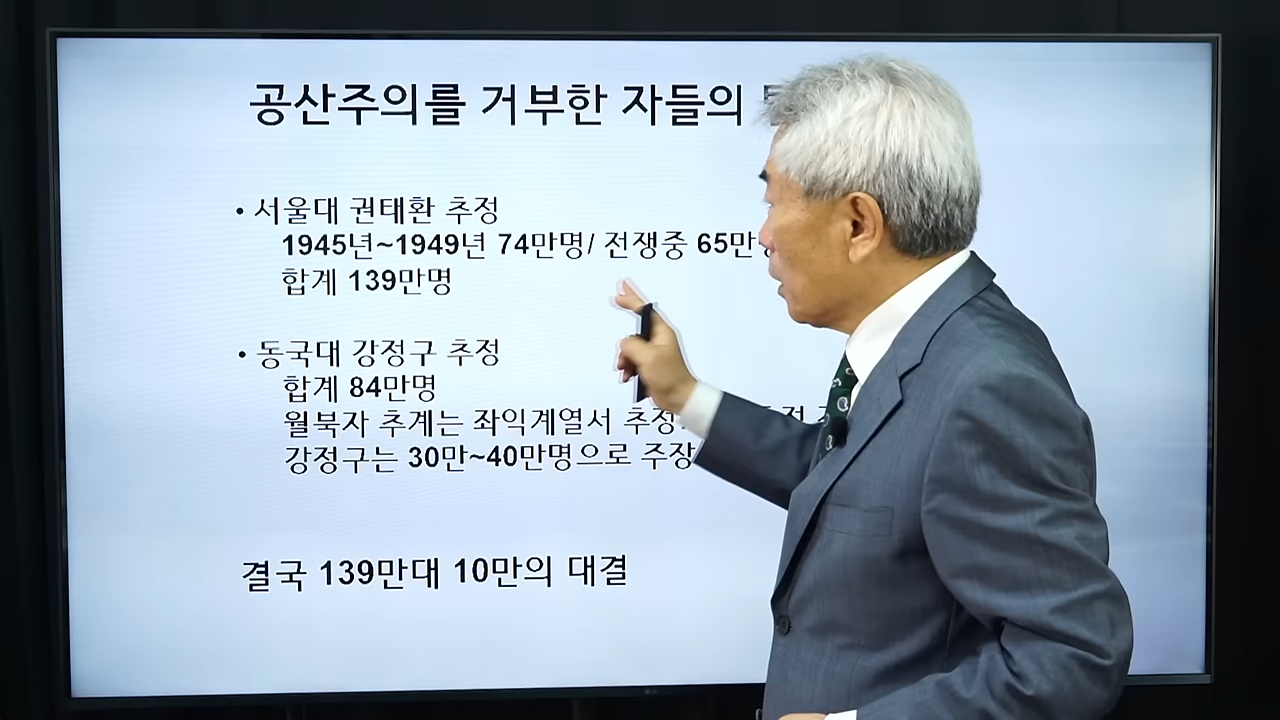 공산주의를 거부한 자들의
• 서울대 권태환 추정
1945년~1949년 74만명/ 전쟁중 65만
합계 139만명
• 동국대 강정구 추정
합계 84만명
월북자 추계는 좌익계열서 추정
강정구는 30만~40만명으로 주장
결국 139만대 10만의 대결
LG